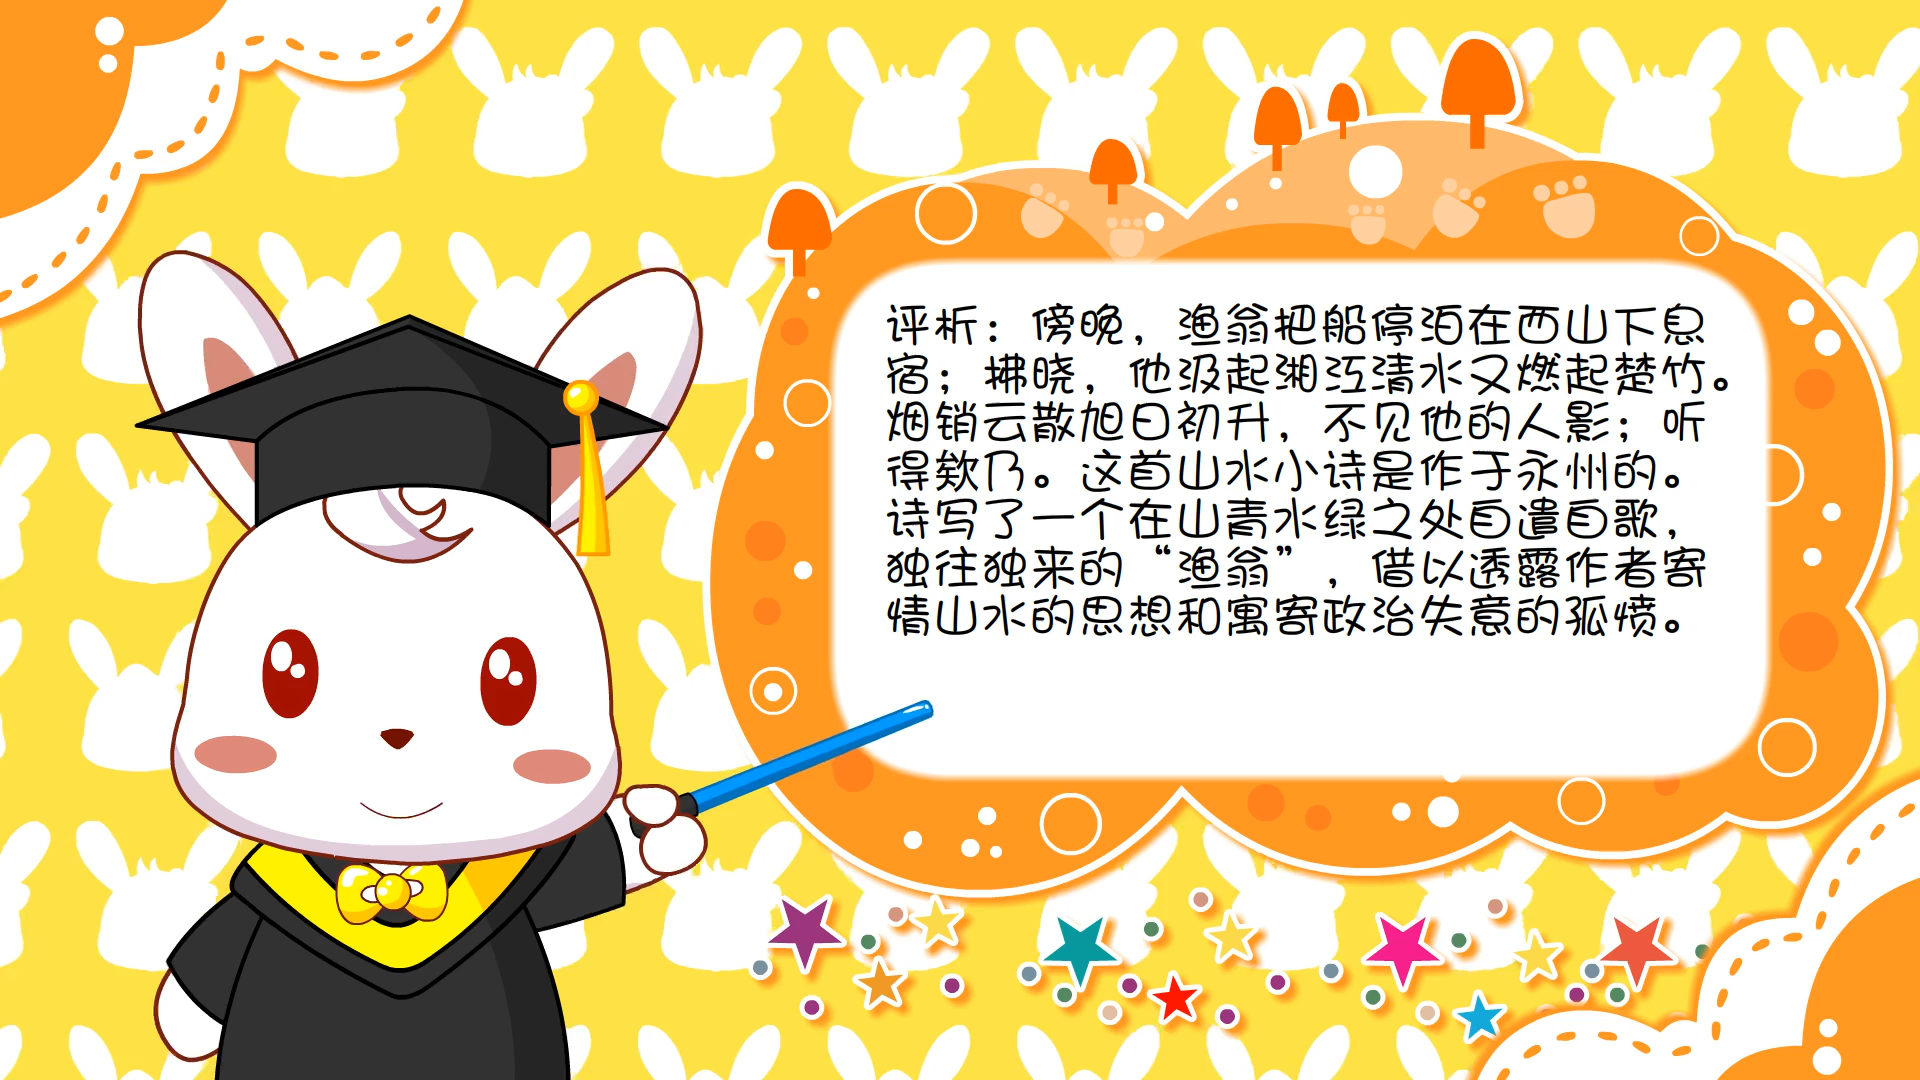 评析：傍晚，渔翁把船停泊在西山下息
宿；拂晓，他汲起湘江清水又燃起楚竹。
烟销云散旭日初升，不见他的人影；听
得欸乃。这首山水小诗是作于永州的。
诗写了一个在山青水绿之处自遣自歌，
独往独来的“渔翁”，借以透露作者寄
情山水的思想和寓寄政治失意的孤愤。